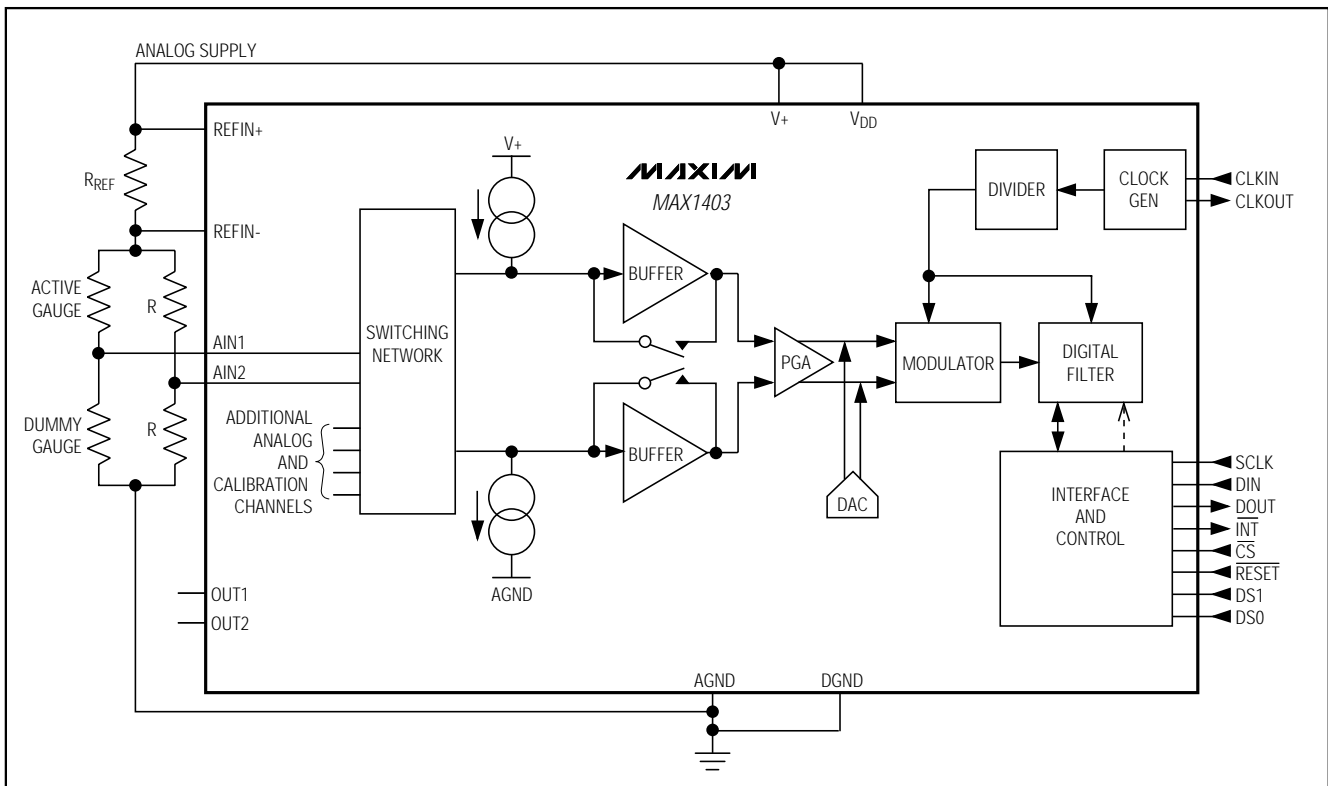 ANALOG SUPPLY
V+
VDD
REFIN+
RREF
REFIN-
ACTIVE
GAUGE
R
AIN1
AIN2
DUMMY
GAUGE
R
ADDITIONAL
ANALOG
AND
CALIBRATION
CHANNELS
OUT1
OUT2
SWITCHING
NETWORK
V+
AGND
MAXIM
MAX1403
BUFFER
BUFFER
PGA
DAC
MODULATOR
DIVIDER
CLOCK
GEN
CLKIN
CLKOUT
DIGITAL
FILTER
INTERFACE
AND
CONTROL
SCLK
DIN
DOUT
INT
CS
RESET
DS1
DS0
AGND
DGND